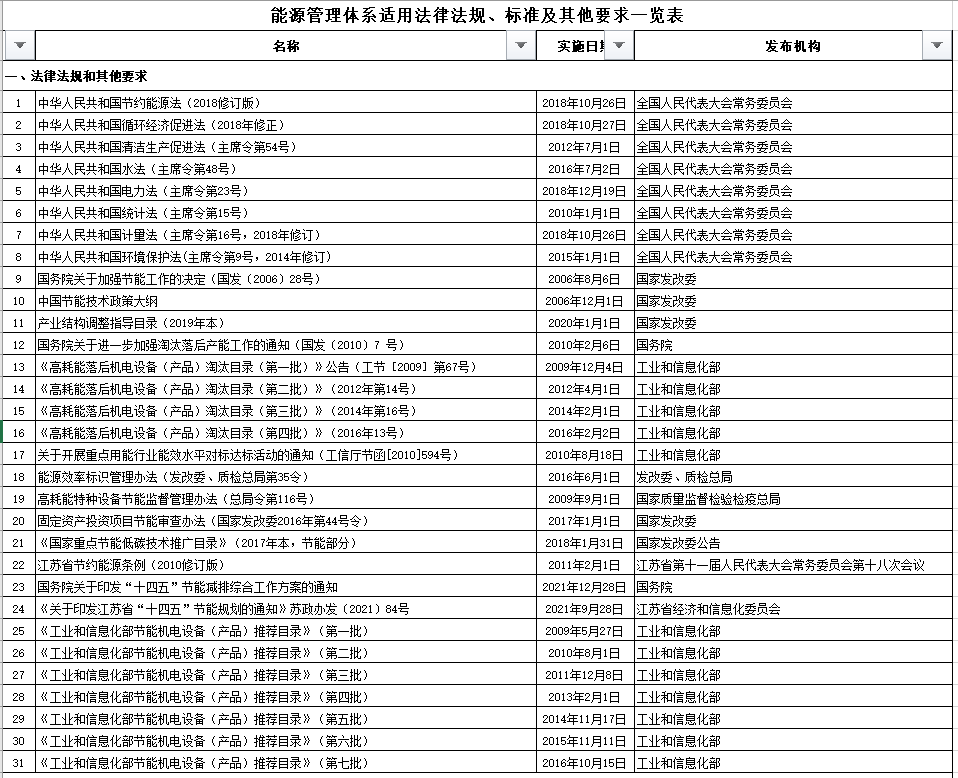 能源管理体系适用法律法规、标准及其他要求一览表
名称 实施日期 发布机构
一、法律法规和其他要求
1 中华人民共和国节约能源法（2018修订版） 2018年10月26日 全国人民代表大会常务委员会
2 中华人民共和国循环经济促进法（2018年修正） 2018年10月27日 全国人民代表大会常务委员会
3 中华人民共和国清洁生产促进法（主席令第54号） 2012年7月1日 全国人民代表大会常务委员会
4 中华人民共和国水法（主席令第48号） 2016年7月2日 全国人民代表大会常务委员会
5 中华人民共和国电力法（主席令第23号） 2018年12月19日 全国人民代表大会常务委员会
6 中华人民共和国统计法（主席令第15号） 2010年1月1日 全国人民代表大会常务委员会
7 中华人民共和国计量法（主席令第16号，2018年修订） 2018年10月26日 全国人民代表大会常务委员会
8 中华人民共和国环境保护法(主席令第9号，2014年修订） 2015年1月1日 全国人民代表大会常务委员会
9 国务院关于加强节能工作的决定（国发（2006）28号） 2006年8月6日 国家发改委
10 中国节能技术政策大纲 2006年12月1日 国家发改委
11 产业结构调整指导目录（2019年本） 2020年1月1日 国家发改委
12 国务院关于进一步加强淘汰落后产能工作的通知（国发（2010）7 号） 2010年2月6日 国务院
13 《高耗能落后机电设备（产品）淘汰目录（第一批）》公告（工节［2009］第67号） 2009年12月4日 工业和信息化部
14 《高耗能落后机电设备（产品）淘汰目录（第二批）》（2012年第14号） 2012年4月1日 工业和信息化部
15 《高耗能落后机电设备（产品）淘汰目录（第三批）》（2014年第16号） 2014年2月1日 工业和信息化部
16 《高耗能落后机电设备（产品）淘汰目录（第四批）》（2016年13号） 2016年2月2日 工业和信息化部
17 关于开展重点用能行业能效水平对标达标活动的通知（工信厅节函[2010]594号） 2010年8月18日 工业和信息化部
18 能源效率标识管理办法（发改委、质检总局第35令） 2016年6月1日 发改委、质检总局
19 高耗能特种设备节能监督管理办法（总局令第116号） 2009年9月1日 国家质量监督检验检疫总局
20 固定资产投资项目节能审查办法（国家发改委2016年第44号令） 2017年1月1日 国家发改委
21 《国家重点节能低碳技术推广目录》（2017年本，节能部分） 2018年1月31日 国家发改委公告
22 江苏省节约能源条例（2010修订版） 2011年2月1日 江苏省第十一届人民代表大会常务委员会第十八次会议
23 国务院关于印发“十四五”节能减排综合工作方案的通知 2021年12月28日 国务院
24 《关于印发江苏省“十四五”节能规划的通知》苏政办发（2021）84号 2021年9月28日 江苏省经济和信息化委员会
25 《工业和信息化部节能机电设备（产品）推荐目录》（第一批） 2009年5月27日 工业和信息化部
26 《工业和信息化部节能机电设备（产品）推荐目录》（第二批） 2010年8月1日 工业和信息化部
27 《工业和信息化部节能机电设备（产品）推荐目录》（第三批） 2011年12月8日 工业和信息化部
28 《工业和信息化部节能机电设备（产品）推荐目录》（第四批） 2013年2月1日 工业和信息化部
29 《工业和信息化部节能机电设备（产品）推荐目录》（第五批） 2014年11月17日 工业和信息化部
30 《工业和信息化部节能机电设备（产品）推荐目录》（第六批） 2015年11月11日 工业和信息化部
31 《工业和信息化部节能机电设备（产品）推荐目录》（第七批） 2016年10月15日 工业和信息化部